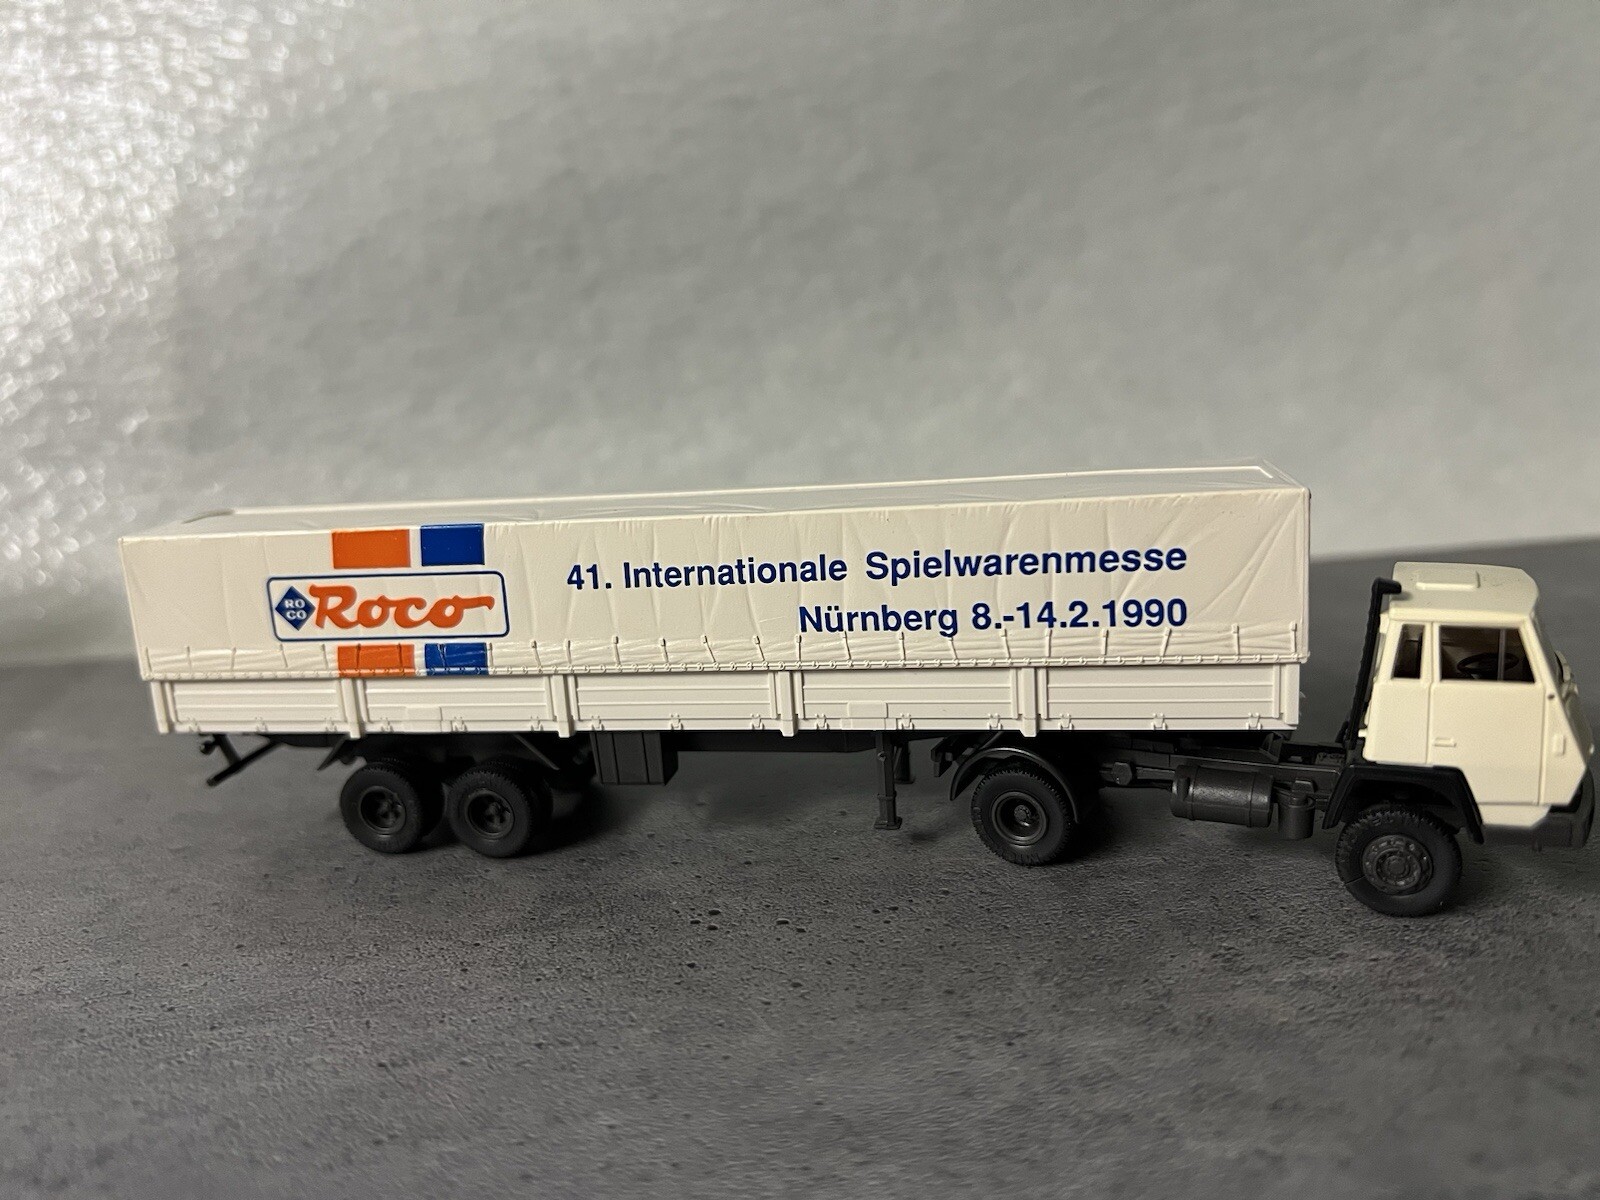 RO
CO
Roco
41. Internationale Spielwarenmesse
Nürnberg 8.-14.2.1990